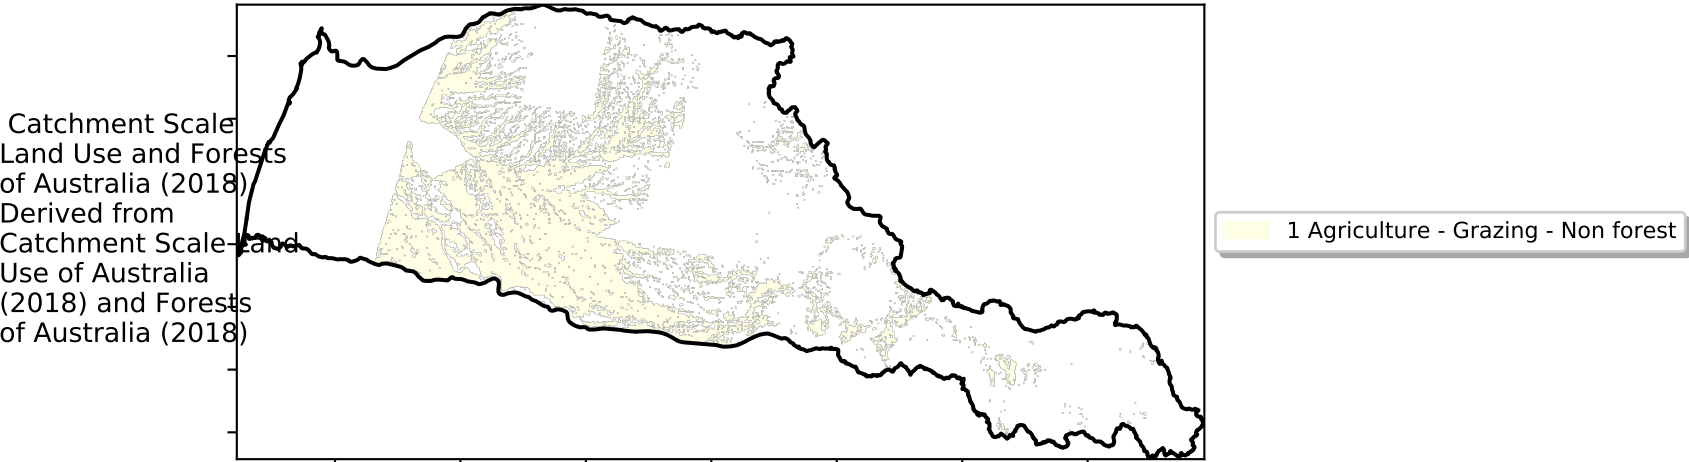 Catchment Scale
Land Use and Forests
of Australia (2018)
Derived from
Catchment Scale Land
Use of Australia
(2018) and Forests
of Australia (2018)
1 Agriculture - Grazing - Non forest